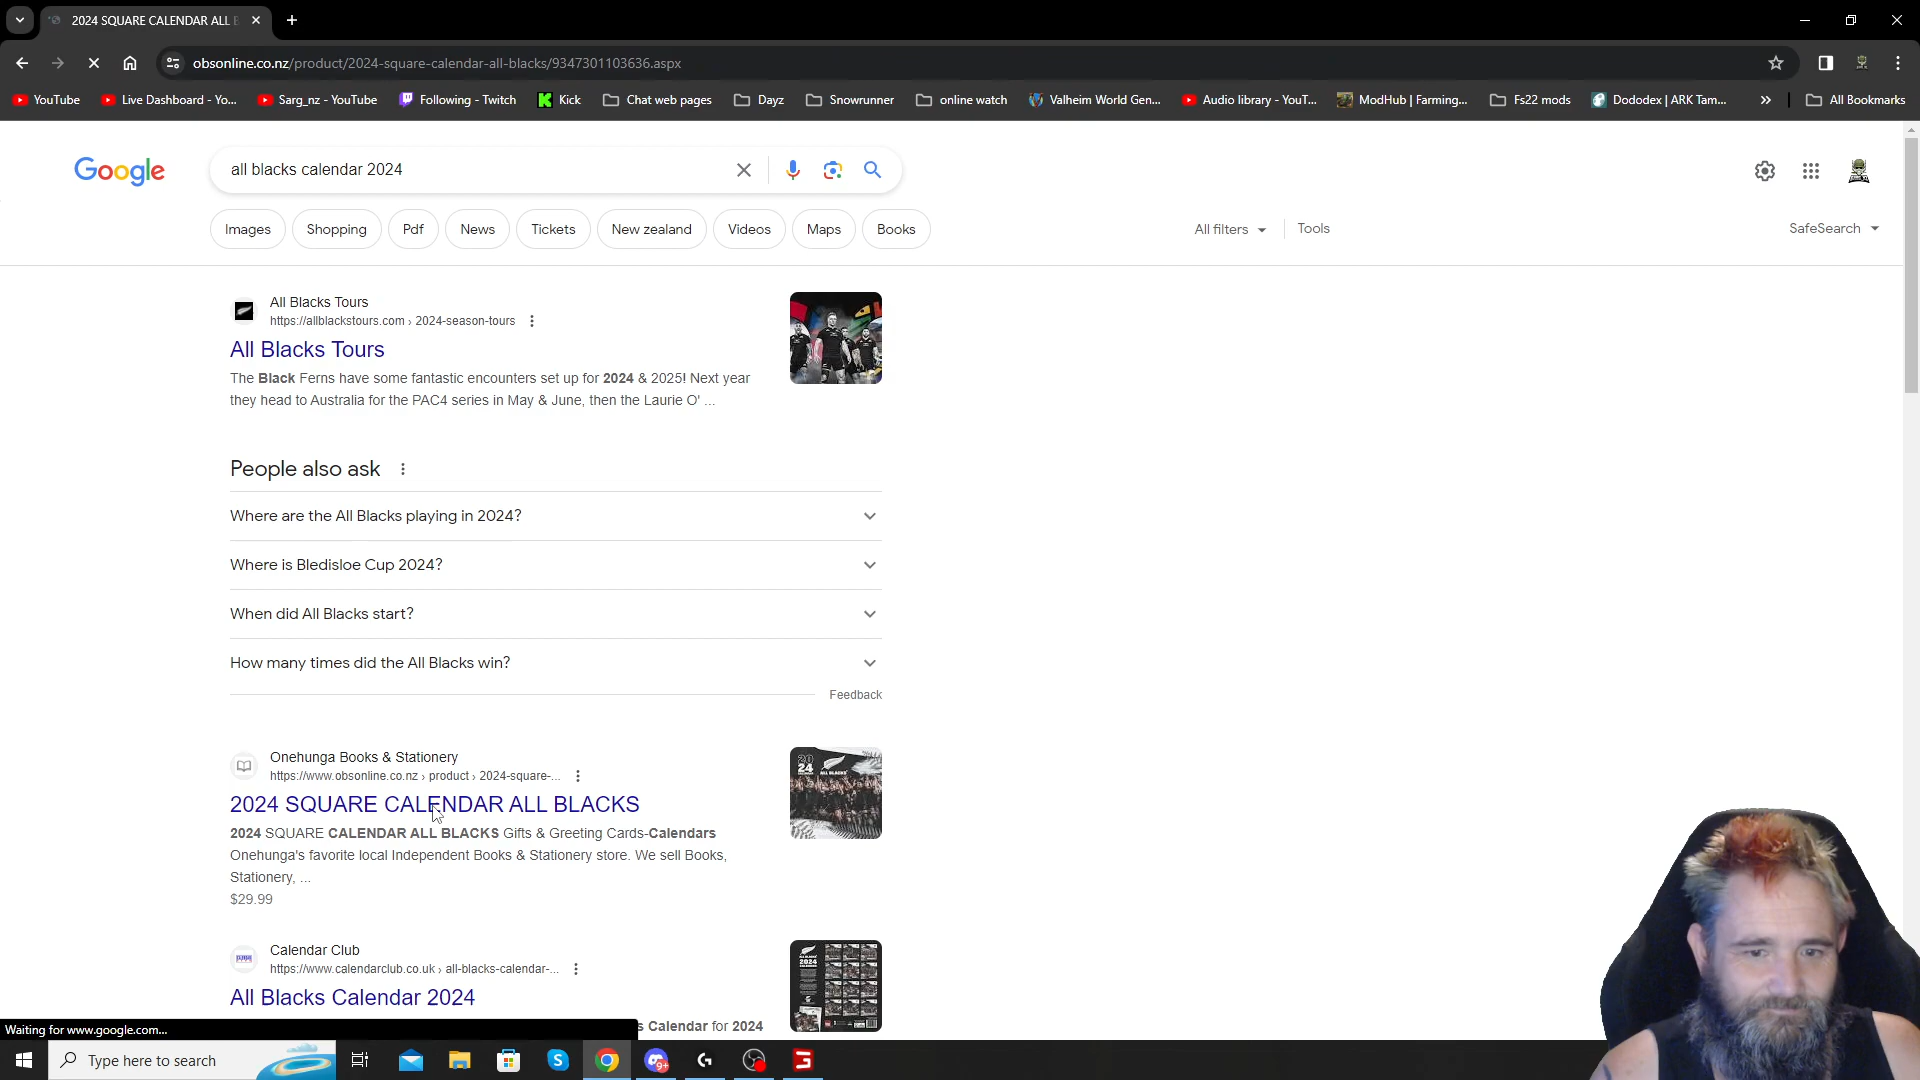 2024 SQUARE CALENDAR ALL B
obsonline.co.nz/product/2024-square-calendar-all-blacks/9347301103636.aspx
YouTube
Live Dashboard - Yo...
Sarg_nz - YouTube
Following - Twitch
Kick
Chat web pages
Dayz
Snowrunner
online watch
Valheim World Gen...
Audio library - YouT...
ModHub | Farming...
Fs22 mods
Dododex | ARK Tam...
»
All Bookmarks
Google
all blacks calendar 2024
Images
Shopping
Pdf
News
Tickets
New zealand
Videos
Maps
Books
All filters
Tools
SafeSearch
All Blacks Tours
https://allblackstours.com › 2024-season-tours
All Blacks Tours
The Black Ferns have some fantastic encounters set up for 2024 & 2025! Next year
they head to Australia for the PAC4 series in May & June, then the Laurie O' ...
People also ask
Where are the All Blacks playing in 2024?
Where is Bledisloe Cup 2024?
When did All Blacks start?
How many times did the All Blacks win?
Feedback
Onehunga Books & Stationery
https://www.obsonline.co.nz › product › 2024-square-...
2024 SQUARE CALENDAR ALL BLACKS
2024 SQUARE CALENDAR ALL BLACKS Gifts & Greeting Cards-Calendars
Onehunga's favorite local Independent Books & Stationery store. We sell Books,
Stationery, ...
$29.99
20
24
ALL BLACKS
Calendar Club
https://www.calendarclub.co.uk › all-blacks-calendar-...
All Blacks Calendar 2024
s Calendar for 2024
Waiting for www.google.com...
Type here to search
9+